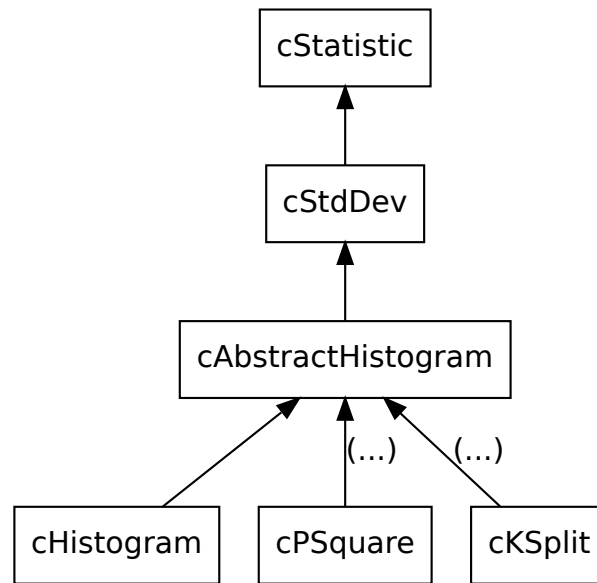 cStatistic
cStdDev
cAbstractHistogram
(...) (...)
cHistogram cPSquare cKSplit